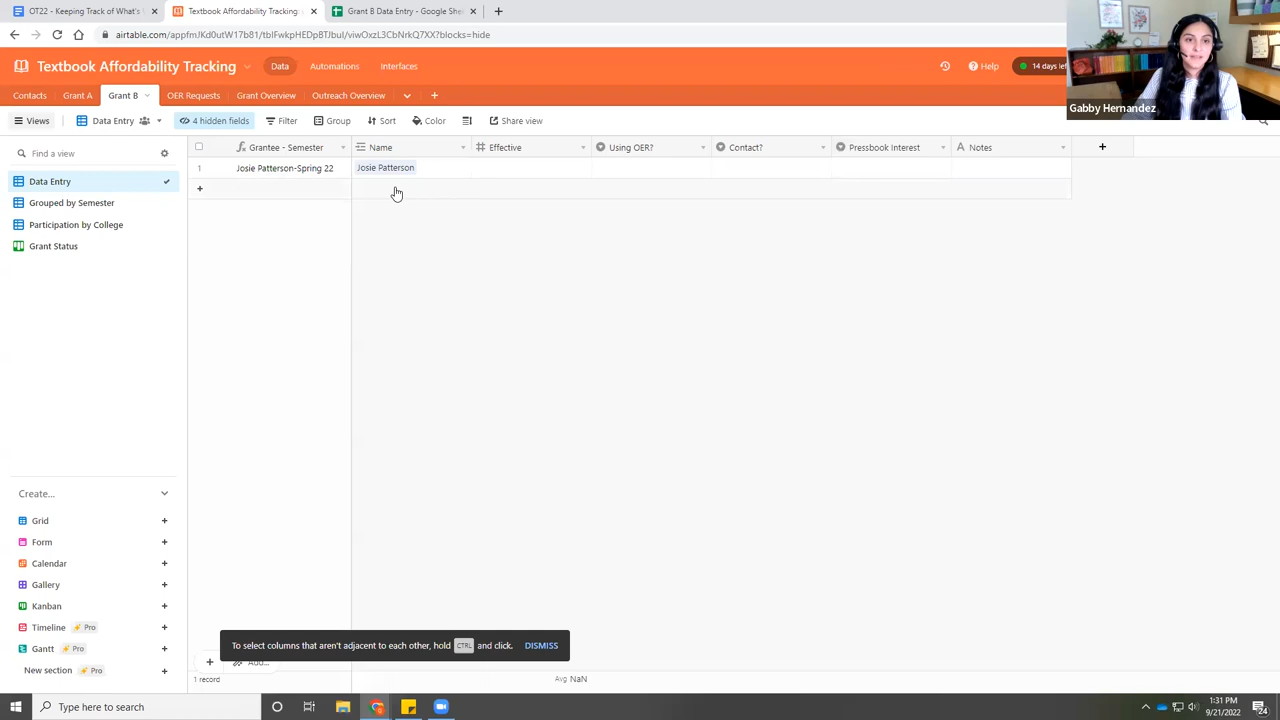 OT22 - Keeping Track of What's
Textbook Affordability Tracking
Grant B Data Entry - Google She
airtable.com/appfmJKd0utW17b81/tblFwkpHEDpBTJbul/viwOxzL3CbNrKQ7XX?blocks=hide
Textbook Affordability Tracking
Data
Automations
Interfaces
Help
14 days lef
Gabby Hernandez
Contacts
Grant A
Grant B
OER Requests
Grant Overview
Outreach Overview
Views
Data Entry
4 hidden fields
Filter
Group
Sort
Color
Share view
Find a view
Data Entry
Grouped by Semester
Participation by College
Grant Status
Grantee - Semester
Name
Effective
Using OER?
Contact?
Pressbook Interest
Notes
1
Josie Patterson-Spring 22
Josie Patterson
Create...
Grid
Form
Calendar
Gallery
Kanban
Timeline
Pro
Gantt
Pro
New section
Pro
To select columns that aren't adjacent to each other, hold CTRL and click. DISMISS
Add...
1 record
Avg NaN
Type here to search
1:31 PM
9/21/2022
24